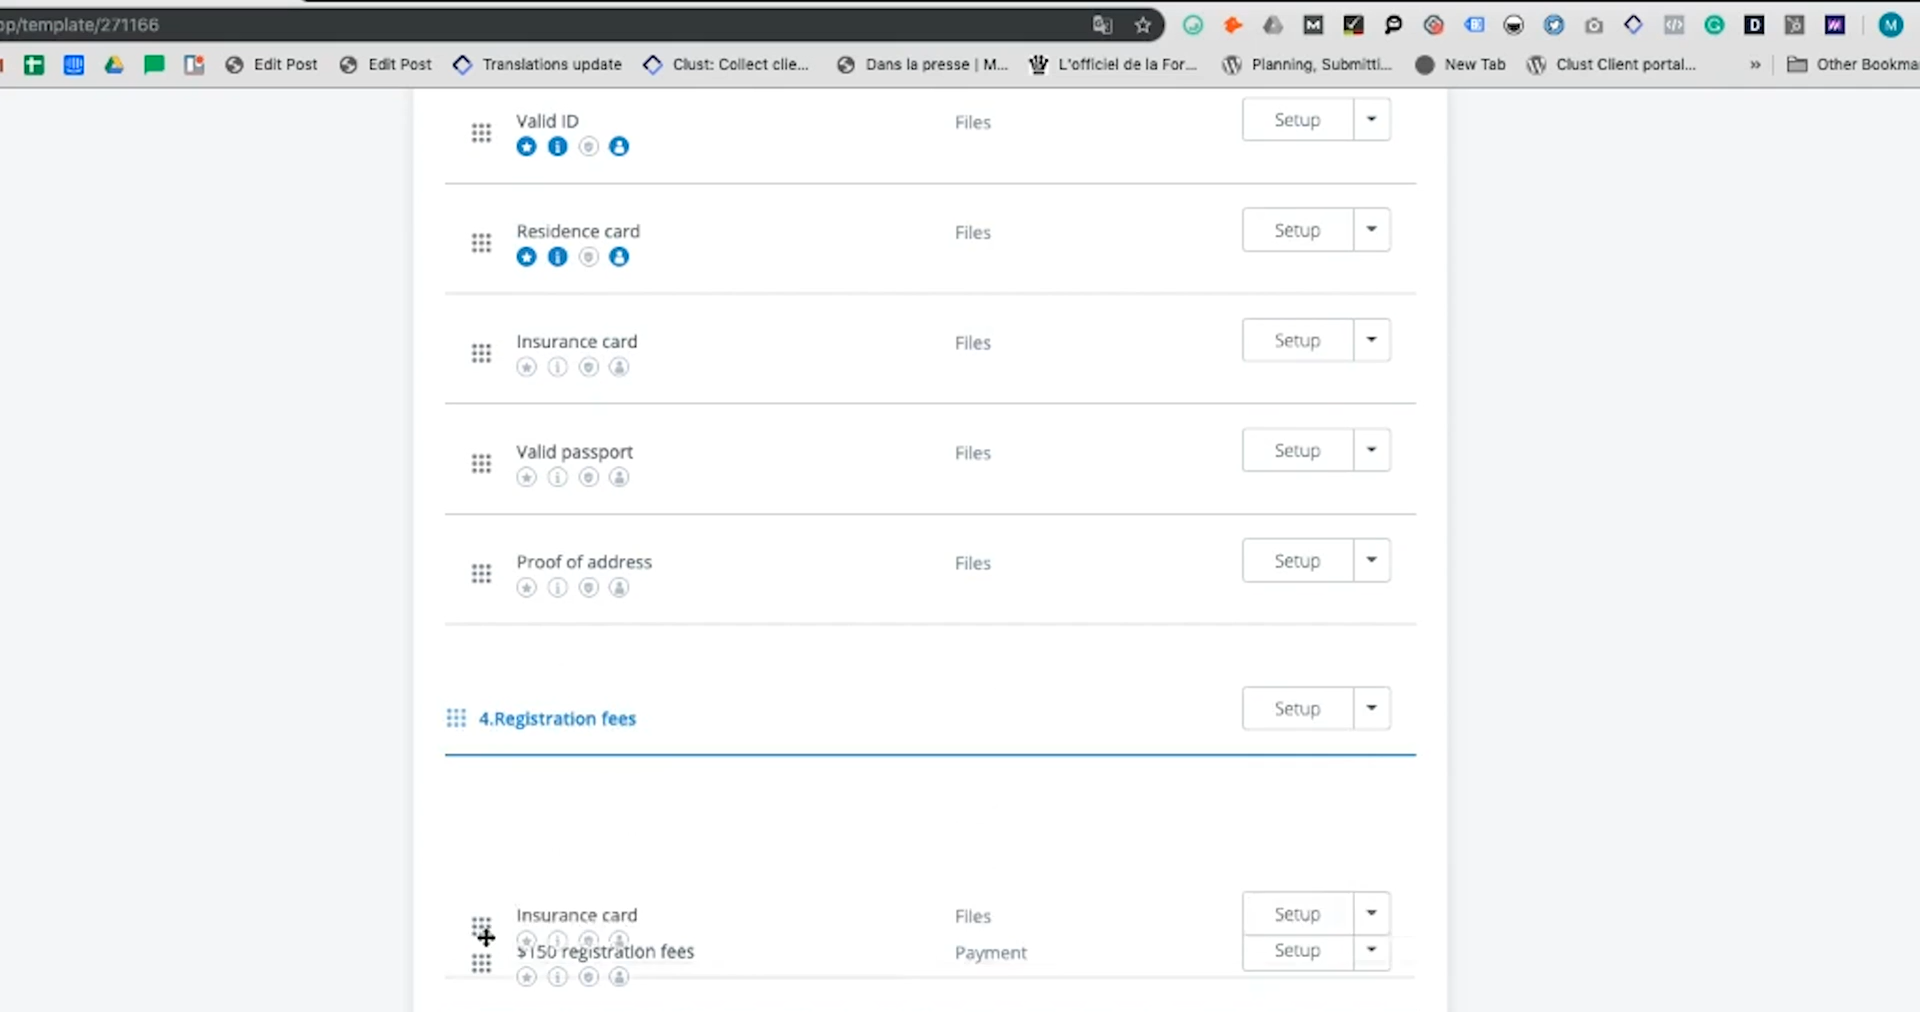 op/template/271166
Edit Post Edit Post Translations update Clust: Collect clie... Dans la presse | M... L'officiel de la For... Planning, Submitti... New Tab Clust Client portal... » Other Bookma
Valid ID Files Setup
Residence card Files Setup
Insurance card Files Setup
Valid passport Files Setup
Proof of address Files Setup
4.Registration fees Setup
Insurance card Files Setup
$150 registration fees Payment Setup